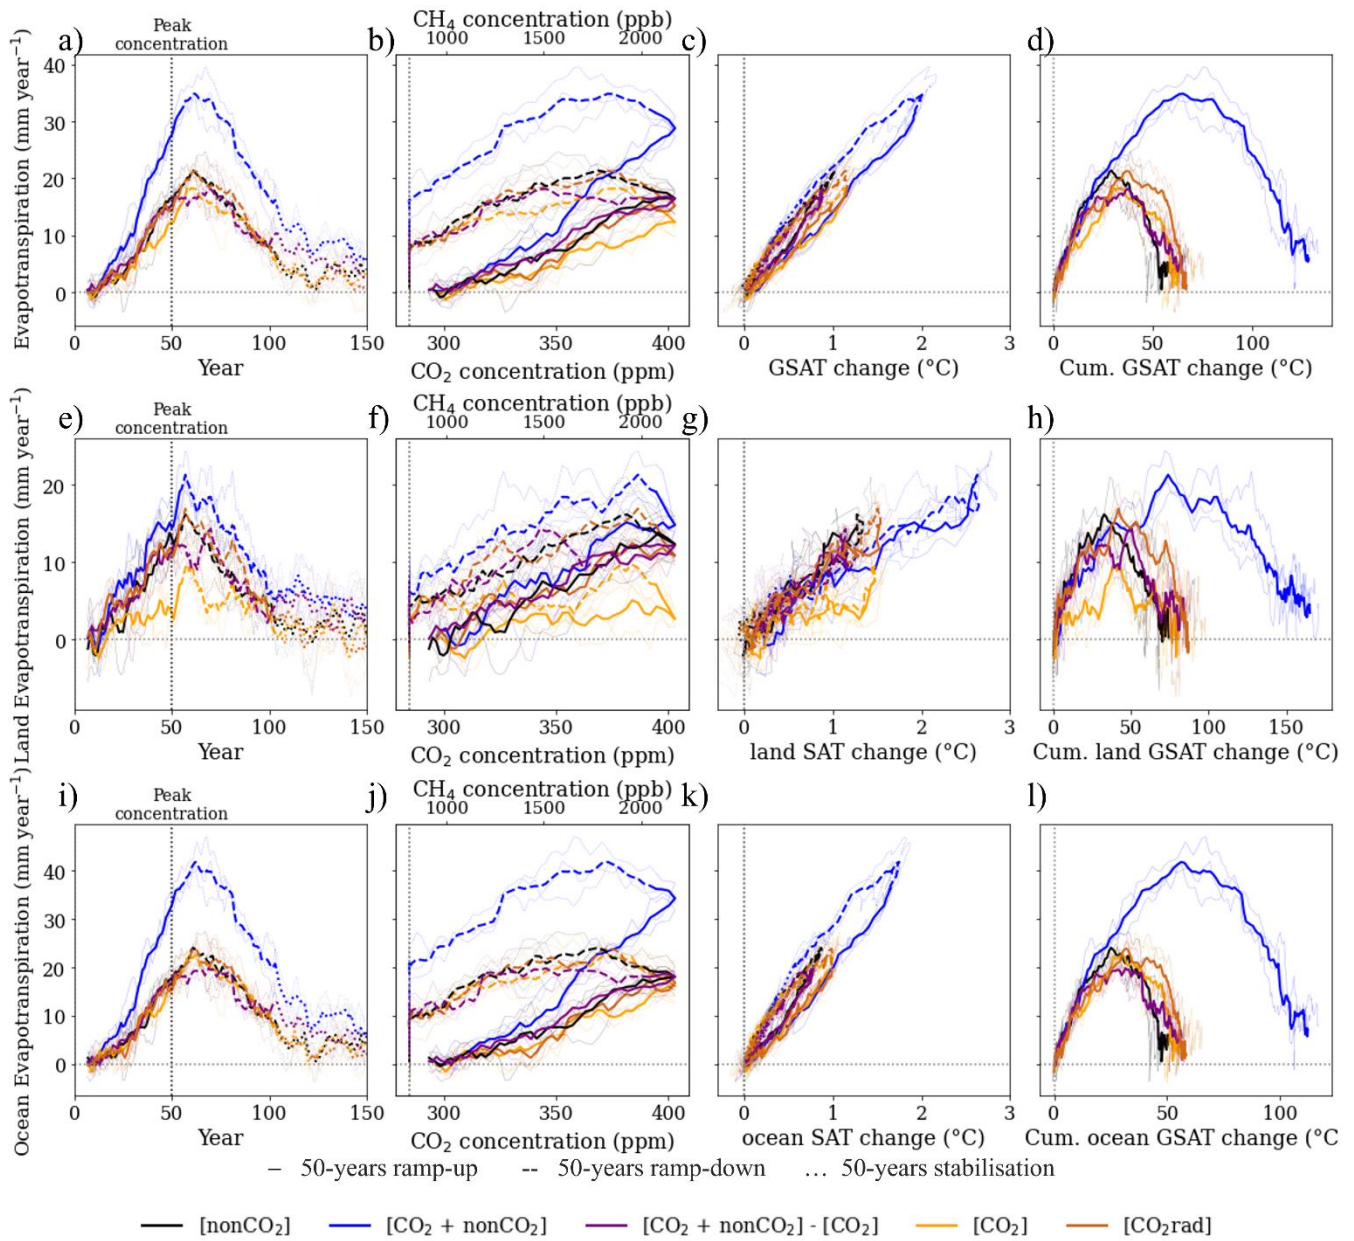 a)
Peak
concentration
b)
CH₄ concentration (ppb)
1000 1500 2000
c)
d)
Evapotranspiration (mm year⁻¹)
40
30
20
10
0
0 50 100 150
Year
300 350 400
CO₂ concentration (ppm)
0 1 2 3
GSAT change (°C)
0 50 100
Cum. GSAT change (°C)
e)
Peak
concentration
f)
CH₄ concentration (ppb)
1000 1500 2000
g)
h)
Land Evapotranspiration (mm year⁻¹)
20
10
0
0 50 100 150
Year
300 350 400
CO₂ concentration (ppm)
0 1 2 3
land SAT change (°C)
0 50 100 150
Cum. land GSAT change (°C)
i)
Peak
concentration
j)
CH₄ concentration (ppb)
1000 1500 2000
k)
l)
Ocean Evapotranspiration (mm year⁻¹)
40
30
20
10
0
0 50 100 150
Year
300 350 400
CO₂ concentration (ppm)
0 1 2 3
ocean SAT change (°C)
0 50 100
Cum. ocean GSAT change (°C
– 50-years ramp-up -- 50-years ramp-down … 50-years stabilisation
[nonCO₂] [CO₂ + nonCO₂] [CO₂ + nonCO₂] - [CO₂] [CO₂] [CO₂rad]